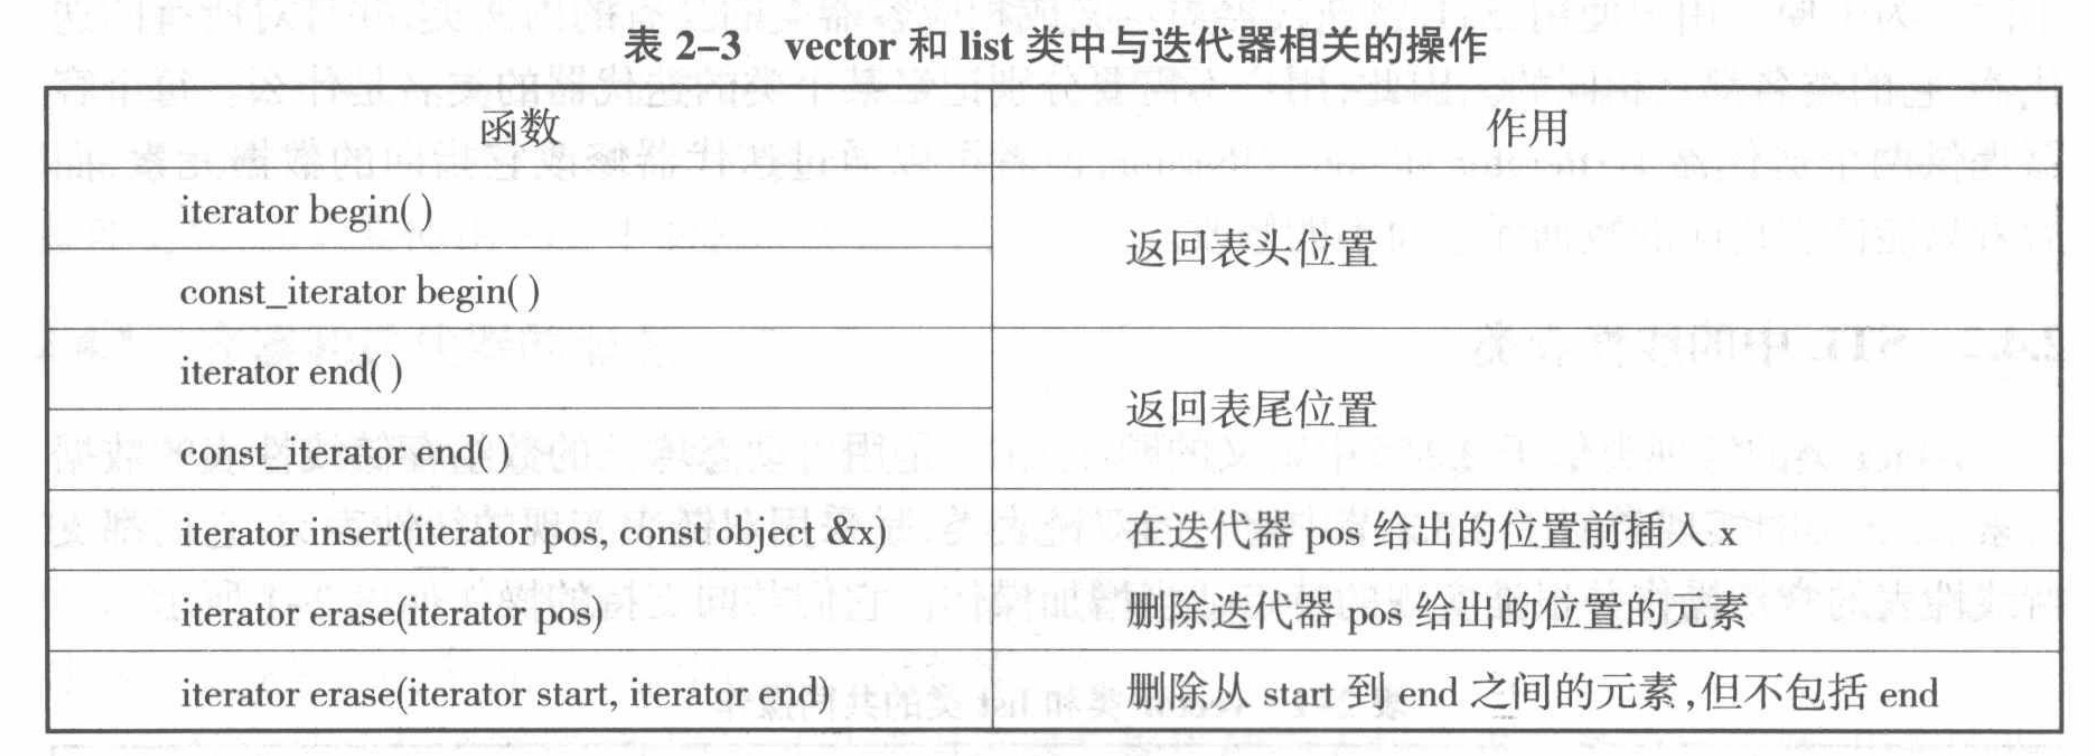 表 2-3 vector 和 list 类中与迭代器相关的操作
函数 作用
iterator begin( )
返回表头位置
const_iterator begin( )
iterator end( )
返回表尾位置
const_iterator end( )
iterator insert(iterator pos, const object &x) 在迭代器 pos 给出的位置前插入 x
iterator erase(iterator pos) 删除迭代器 pos 给出的位置的元素
iterator erase(iterator start, iterator end) 删除从 start 到 end 之间的元素,但不包括 end